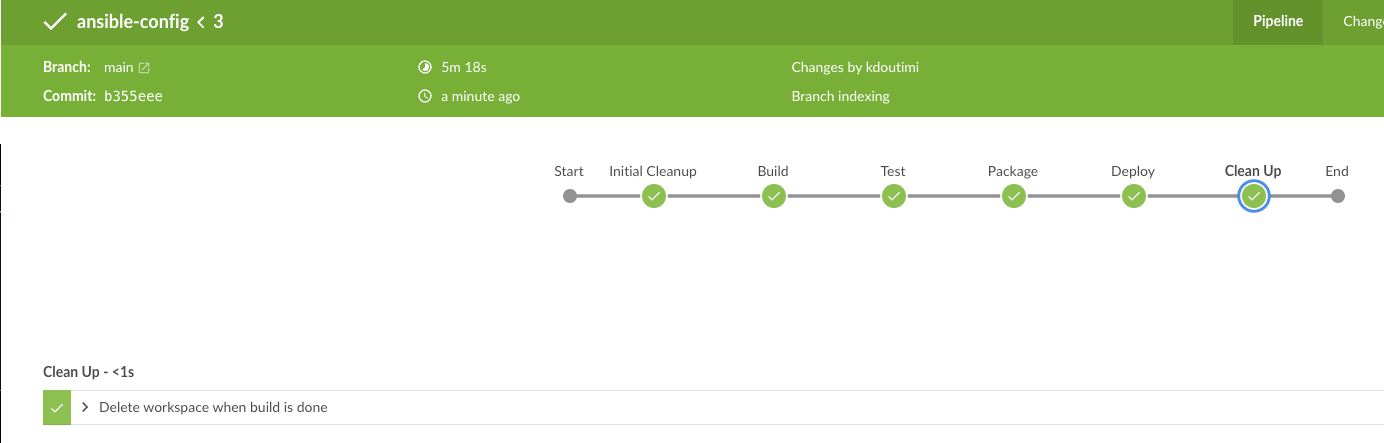 ansible-config < 3
Pipeline
Chang
Branch: main
5m 18s
Changes by kdoutimi
Commit: b355eee
a minute ago
Branch indexing
Start
Initial Cleanup
Build
Test
Package
Deploy
Clean Up
End
Clean Up - <1s
Delete workspace when build is done